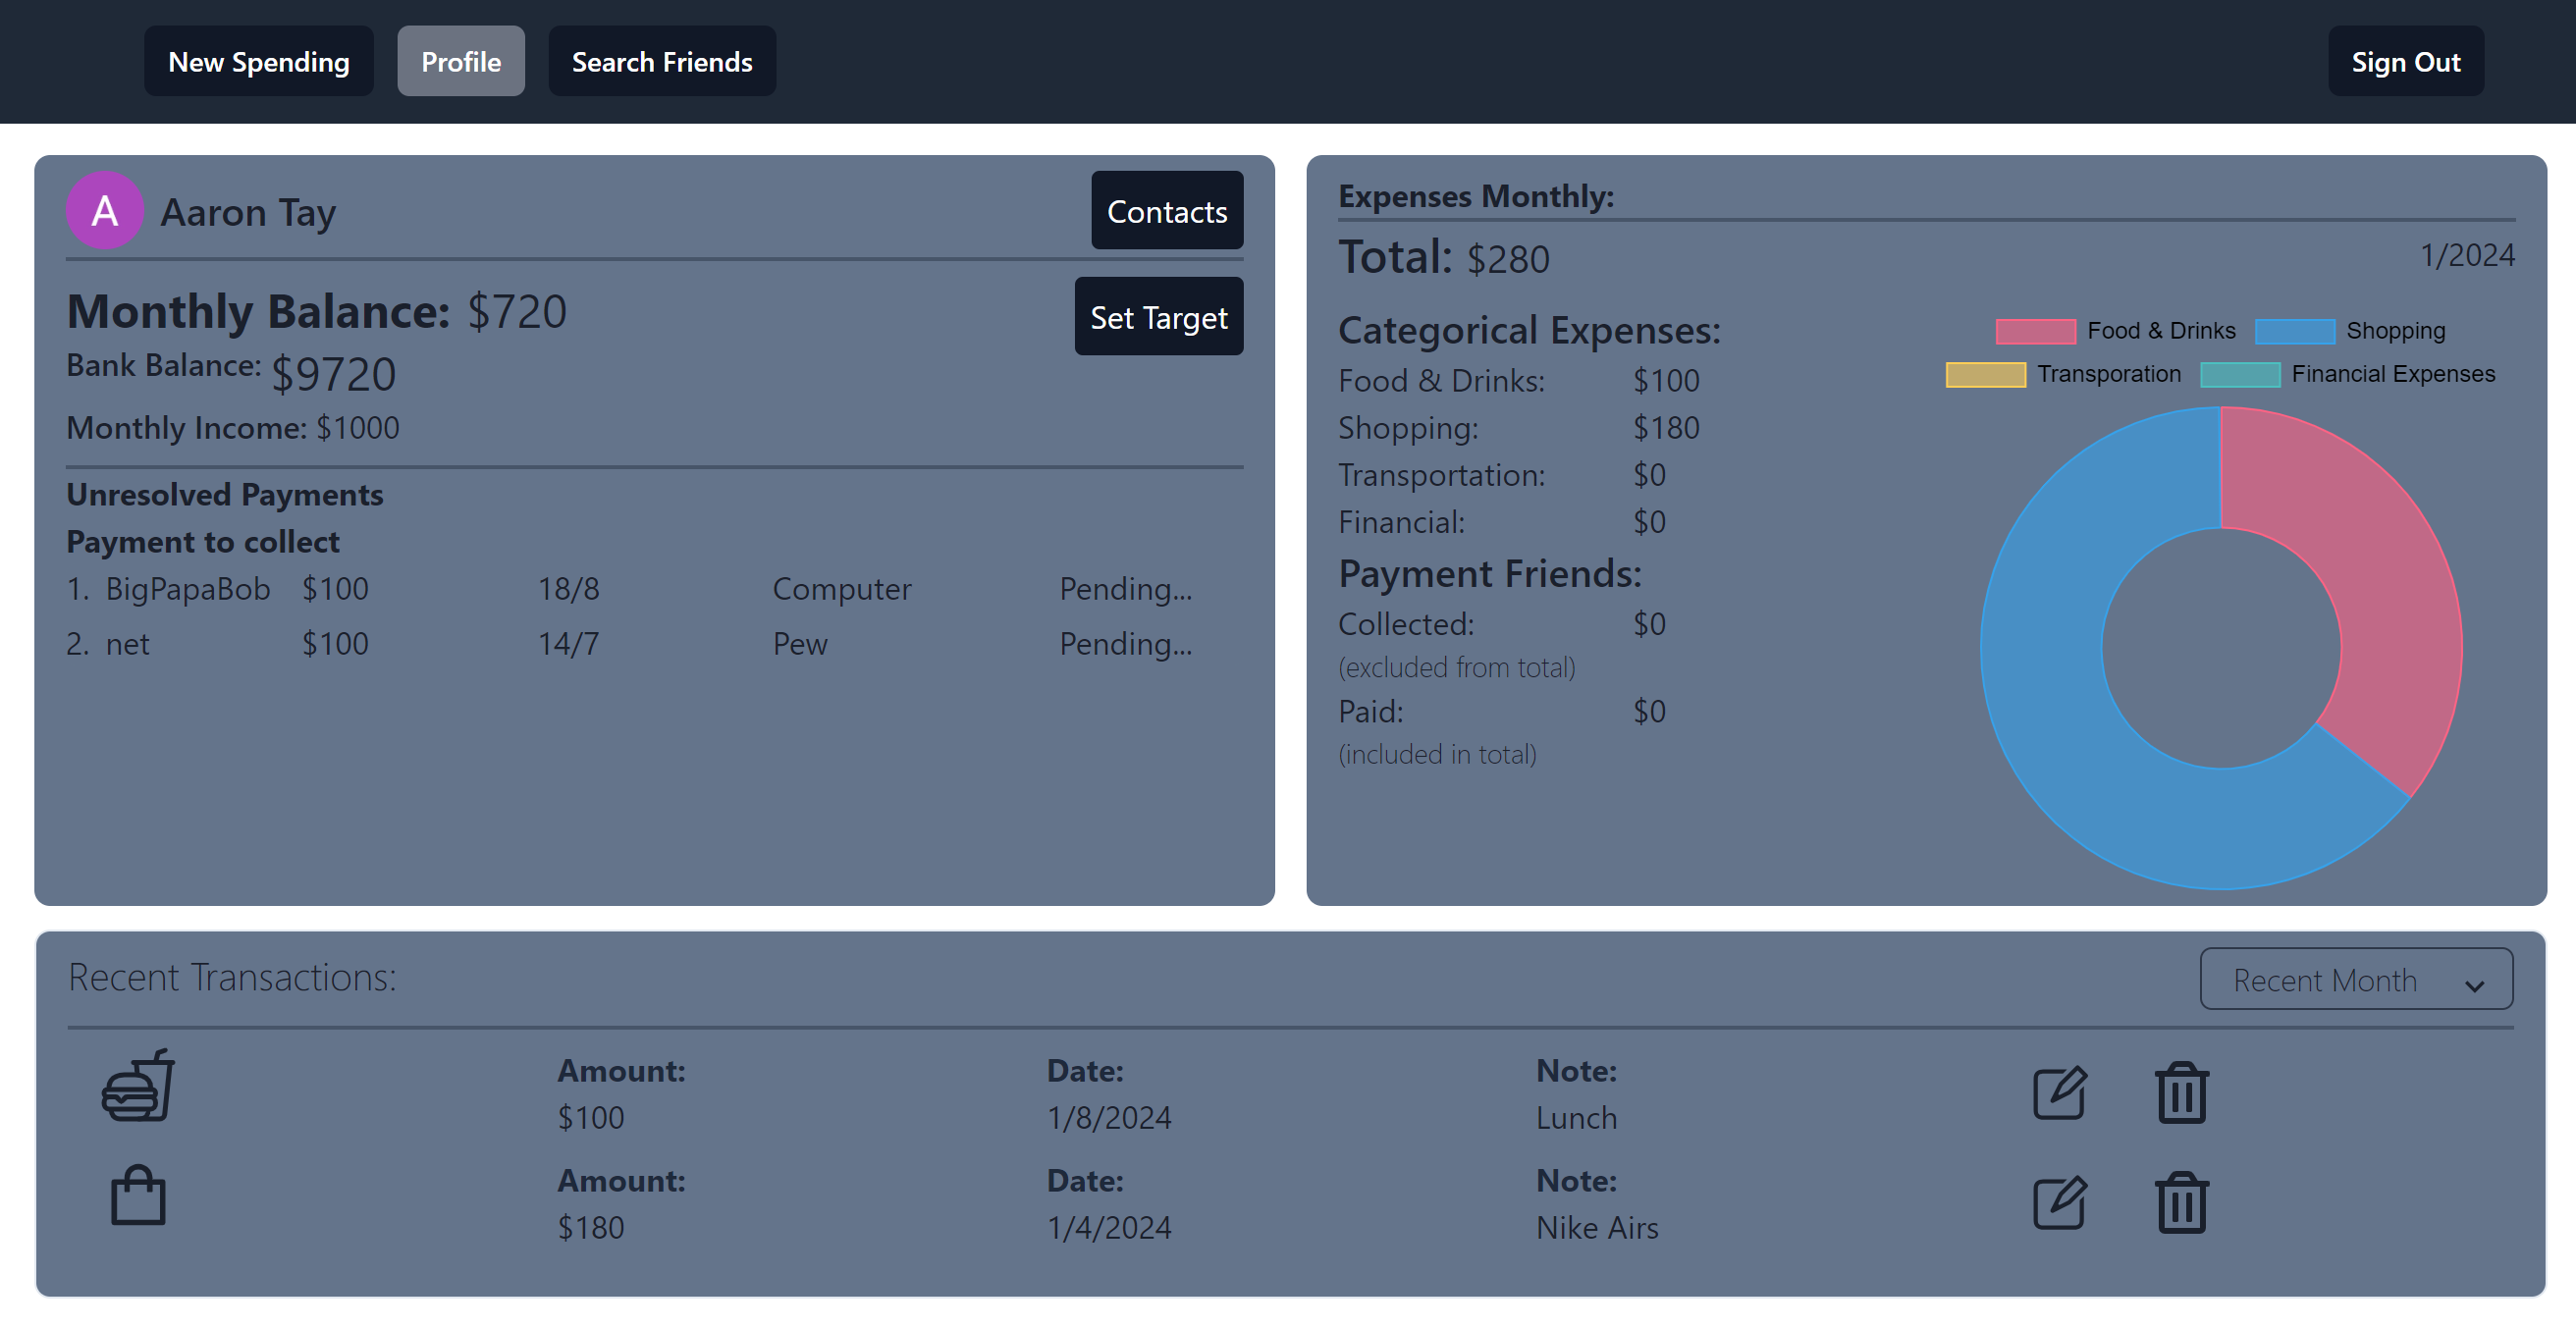 New Spending Profile Search Friends Sign Out
A Aaron Tay Contacts
Monthly Balance: $720 Set Target
Bank Balance: $9720
Monthly Income: $1000
Unresolved Payments
Payment to collect
1. BigPapaBob $100 18/8 Computer Pending...
2. net $100 14/7 Pew Pending...
Expenses Monthly:
Total: $280 1/2024
Categorical Expenses:
Food & Drinks: $100
Shopping: $180
Transportation: $0
Financial: $0
Payment Friends:
Collected: $0
(excluded from total)
Paid: $0
(included in total)
Food & Drinks Shopping
Transporation Financial Expenses
Recent Transactions: Recent Month
Amount: Date: Note:
$100 1/8/2024 Lunch
Amount: Date: Note:
$180 1/4/2024 Nike Airs